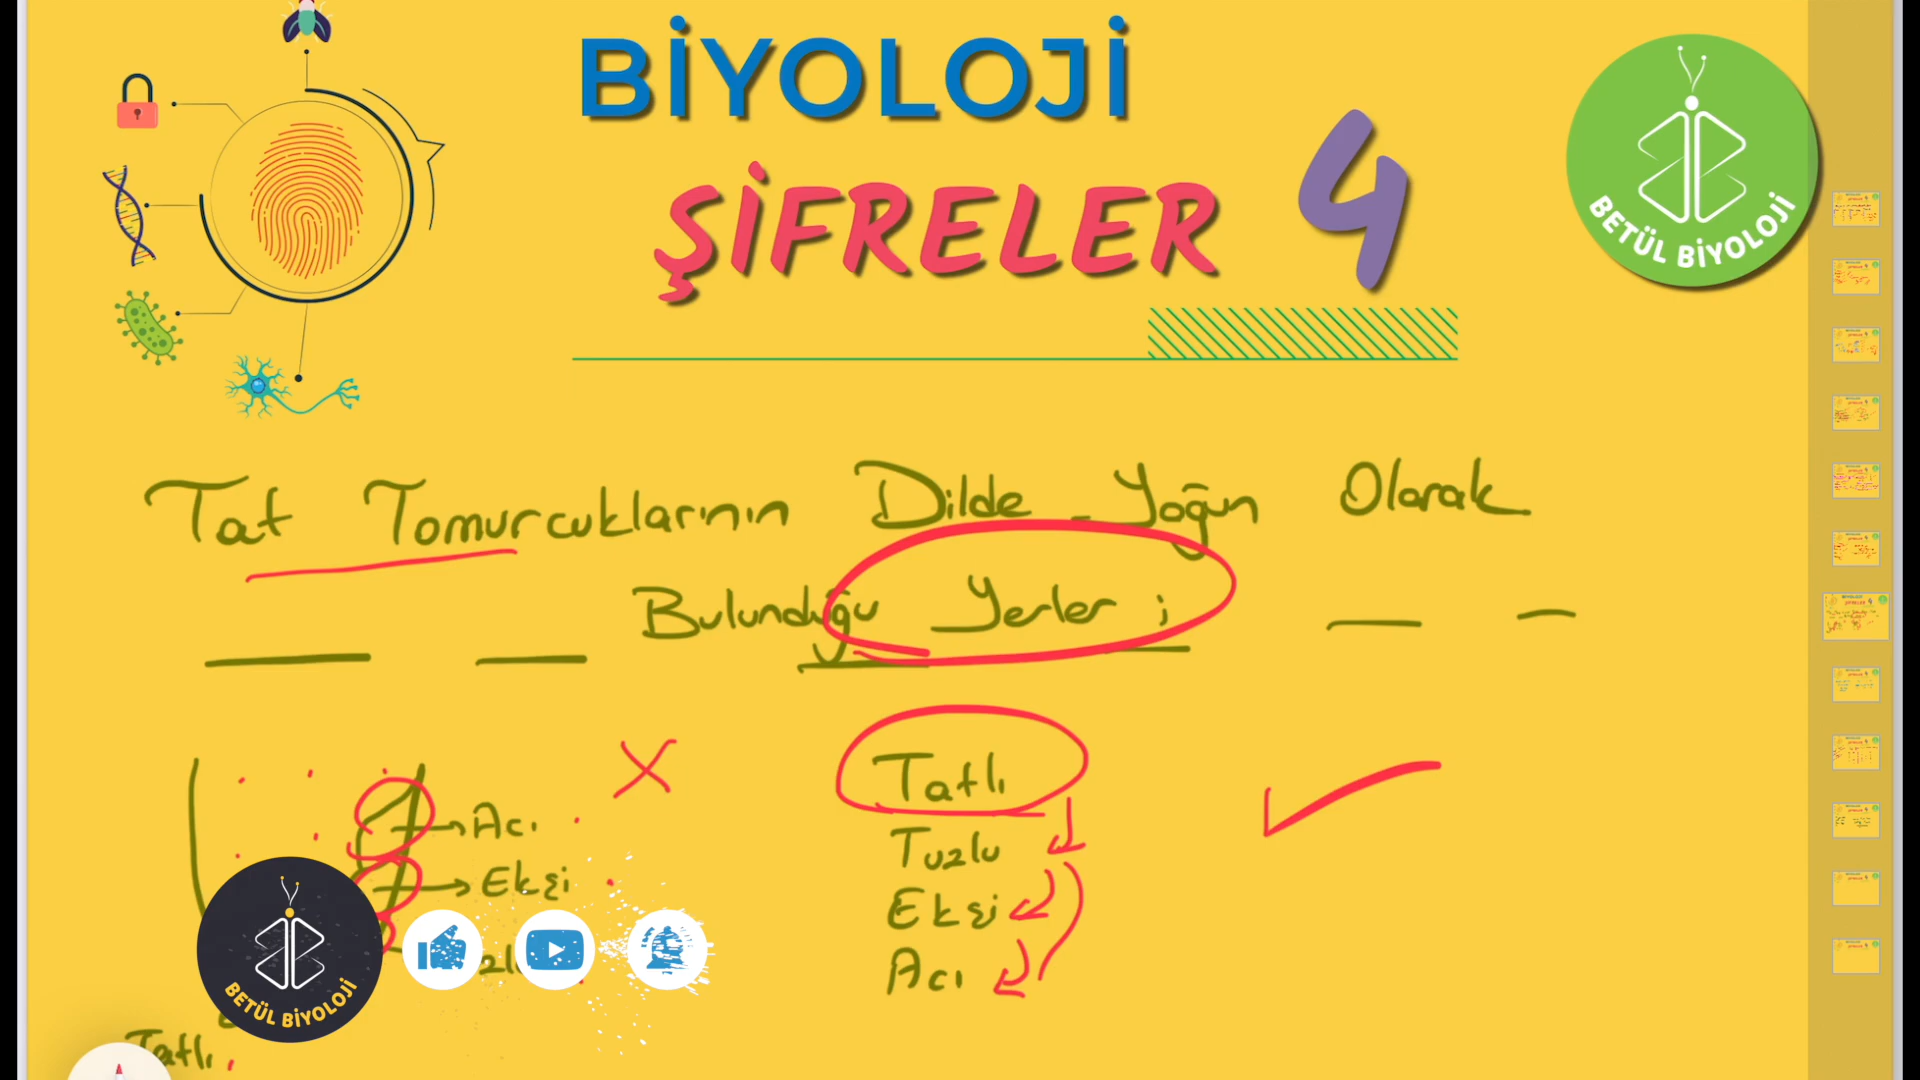 BİYOLOJİ
ŞİFRELER 4
BETÜL BİYOLOJİ
Tat Tomurcuklarının Dilde Yoğun Olarak
Bulunduğu Yerler ;
Acı
Ekşi
Tatlı
Tuzlu
Ekşi
Acı
BETÜL BİYOLOJİ
Tatlı